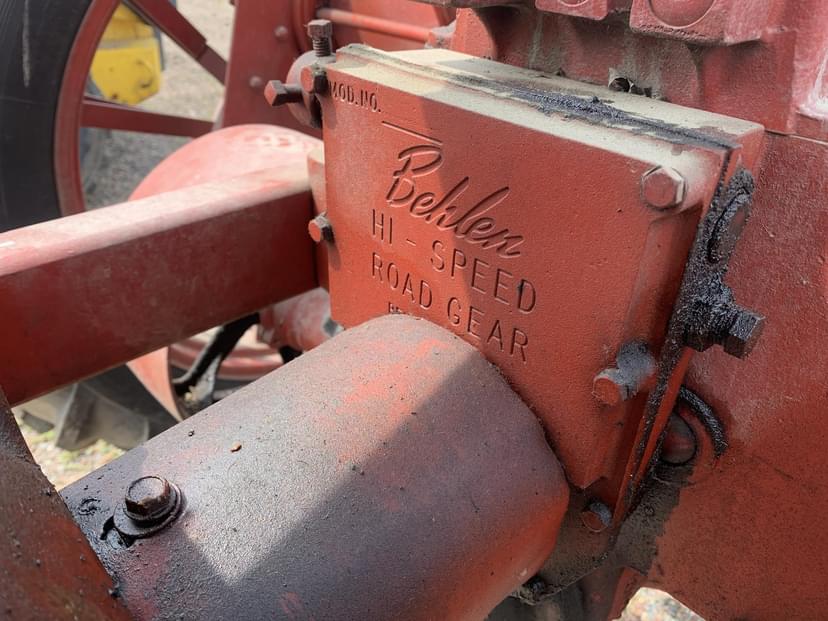 MOD. NO.
Behlen
HI - SPEED
ROAD GEAR